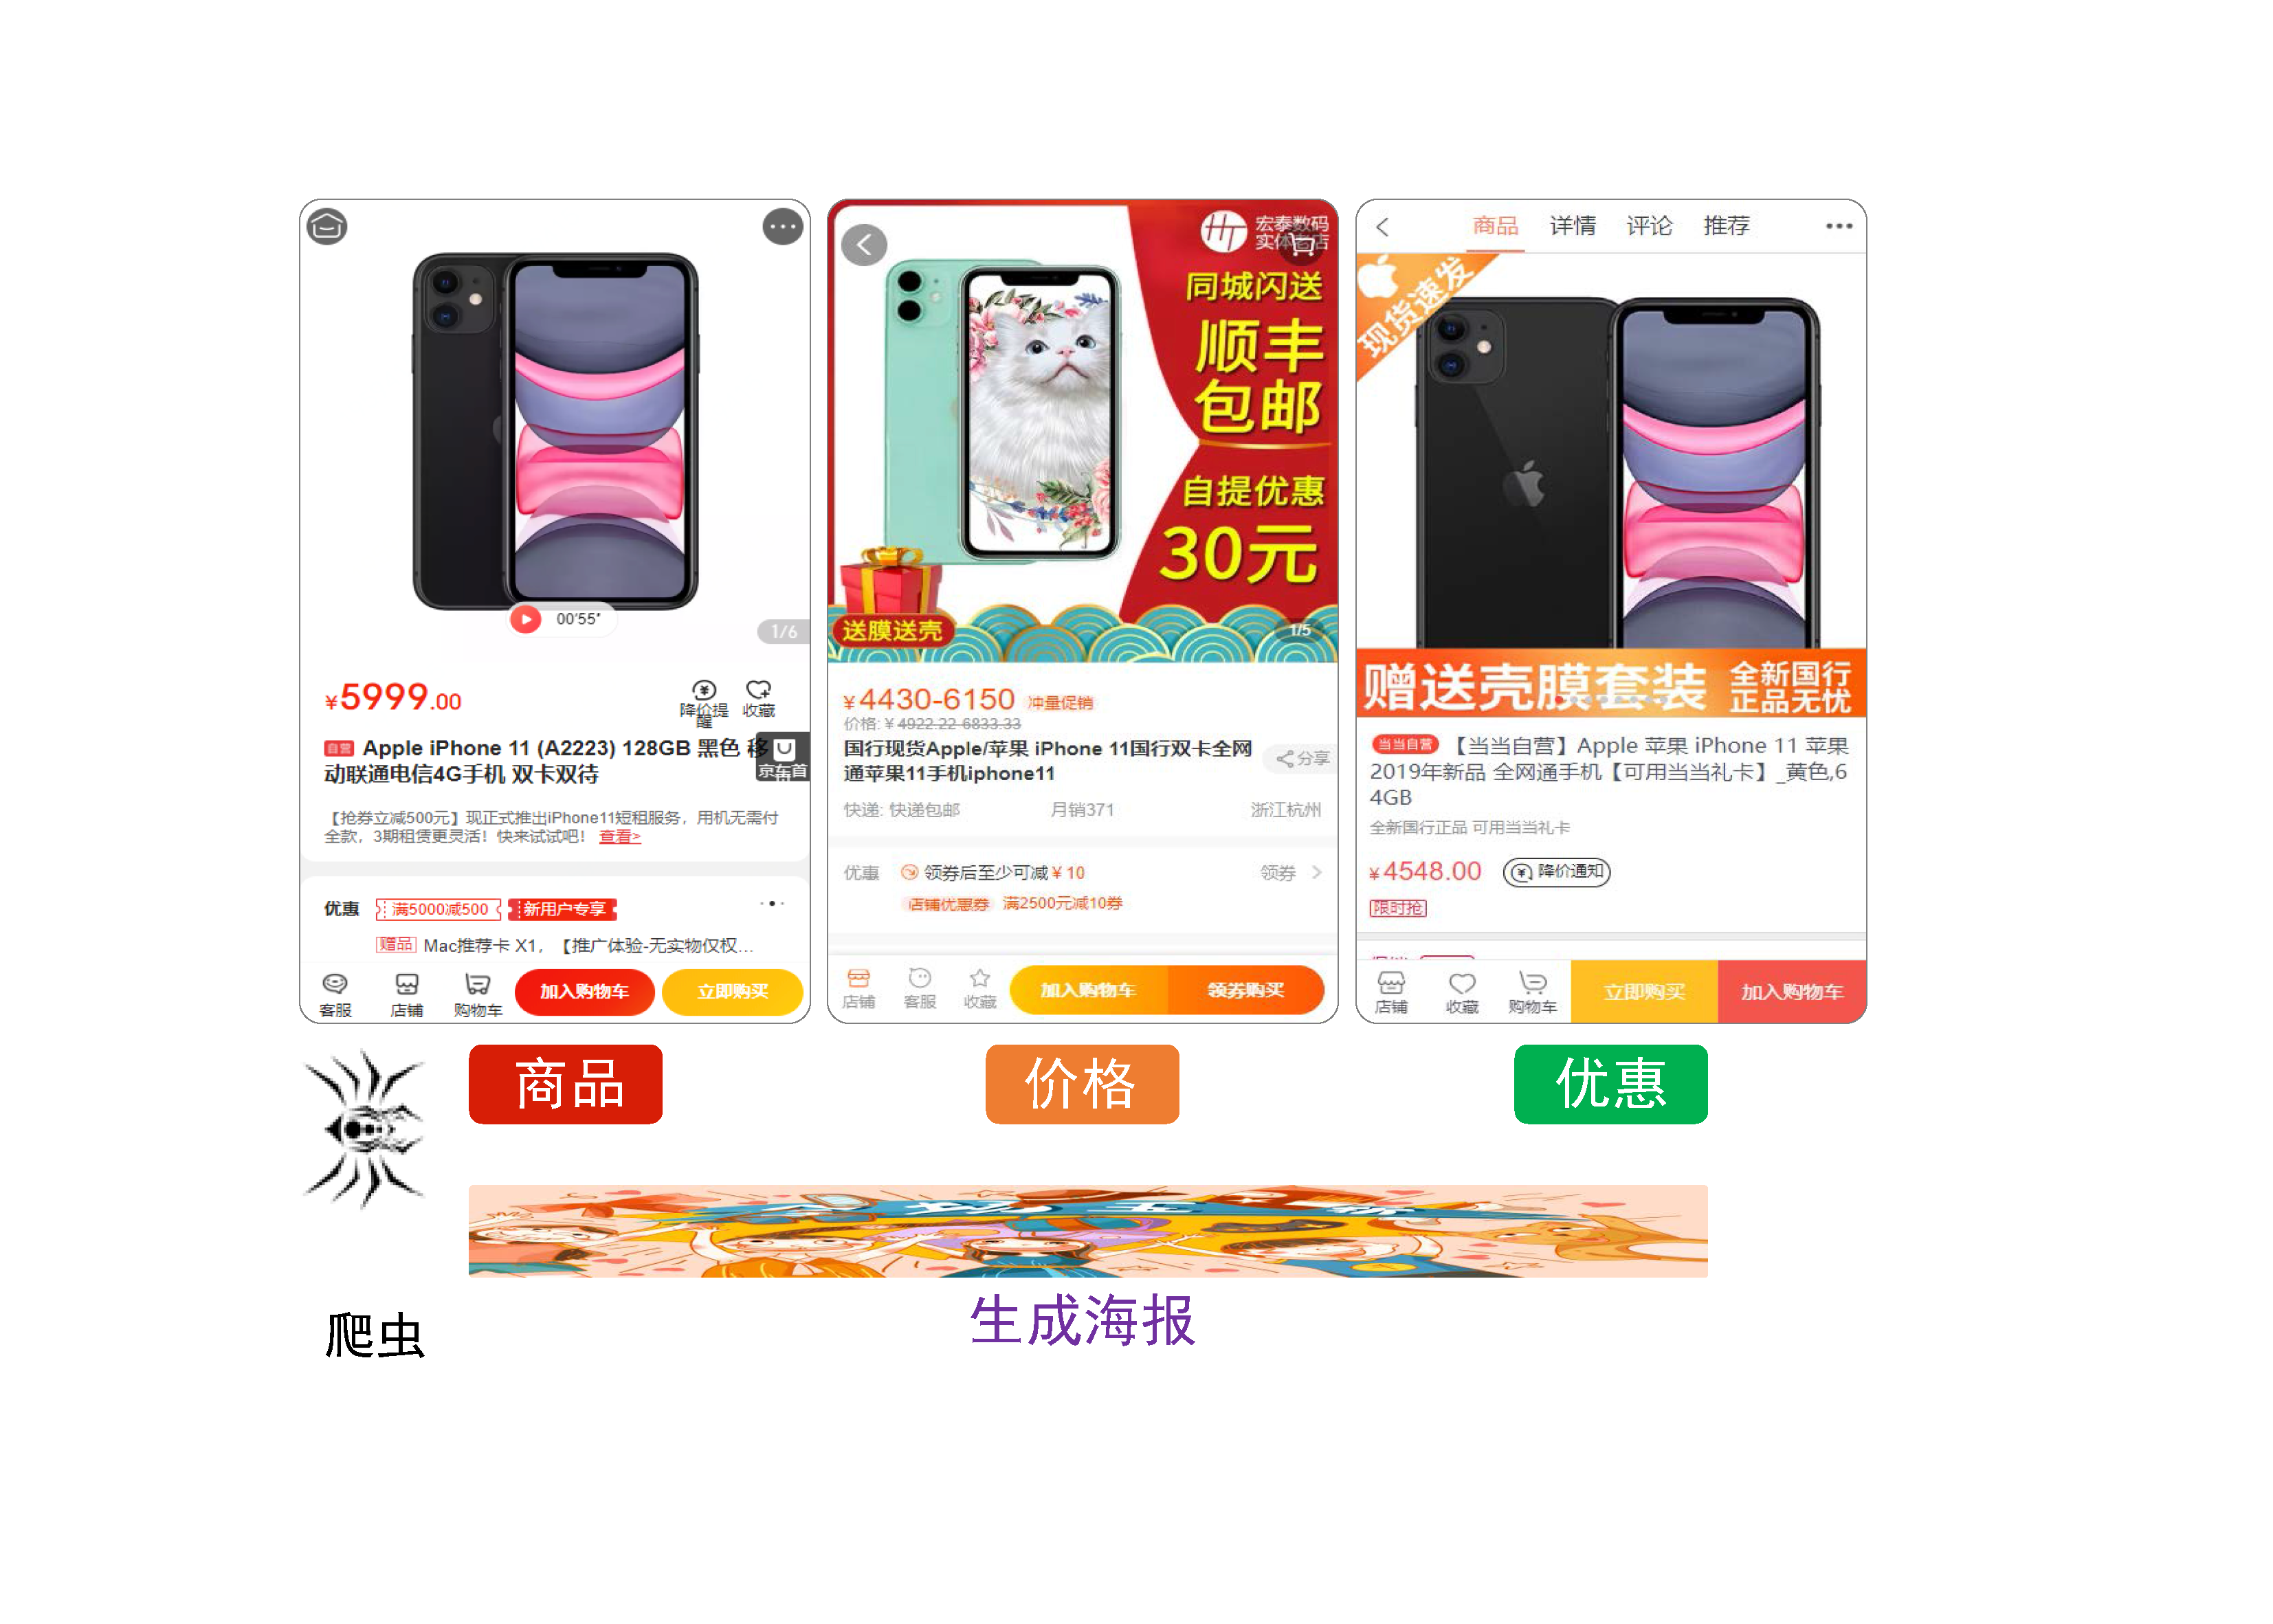 00'55"
1/6
¥5999.00
降价提醒
收藏
自营 Apple iPhone 11 (A2223) 128GB 黑色 移
动联通电信4G手机 双卡双待
【抢券立减500元】现正式推出iPhone11短租服务，用机无需付
全款，3期租赁更灵活！快来试试吧！ 查看>
优惠 满5000减500 新用户专享
赠品 Mac推荐卡 X1，【推广体验-无实物仅权...
客服 店铺 购物车 加入购物车 立即购买
宏泰数码
同城闪送
顺丰
包邮
自提优惠
30元
送膜送壳
1/5
¥4430-6150 冲量促销
价格: ¥4922.22-6833.33
国行现货Apple/苹果 iPhone 11国行双卡全网
通苹果11手机iphone11
分享
快递: 快递包邮 月销371 浙江杭州
优惠 领券后至少可减¥10 领券
店铺优惠券 满2500元减10券
店铺 客服 收藏 加入购物车 领券购买
商品 详情 评论 推荐
现货速发
赠送壳膜套装 全新国行
正品无忧
当当自营 【当当自营】Apple 苹果 iPhone 11 苹果
2019年新品 全网通手机【可用当当礼卡】_黄色,6
4GB
全新国行正品 可用当当礼卡
¥4548.00 降价通知
限时抢
店铺 收藏 购物车 立即购买 加入购物车
商品 价格 优惠
生成海报
爬虫